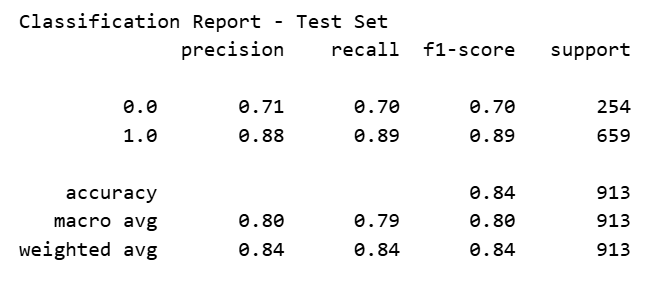 Classification Report - Test Set
precision recall f1-score support
0.0 0.71 0.70 0.70 254
1.0 0.88 0.89 0.89 659
accuracy 0.84 913
macro avg 0.80 0.79 0.80 913
weighted avg 0.84 0.84 0.84 913